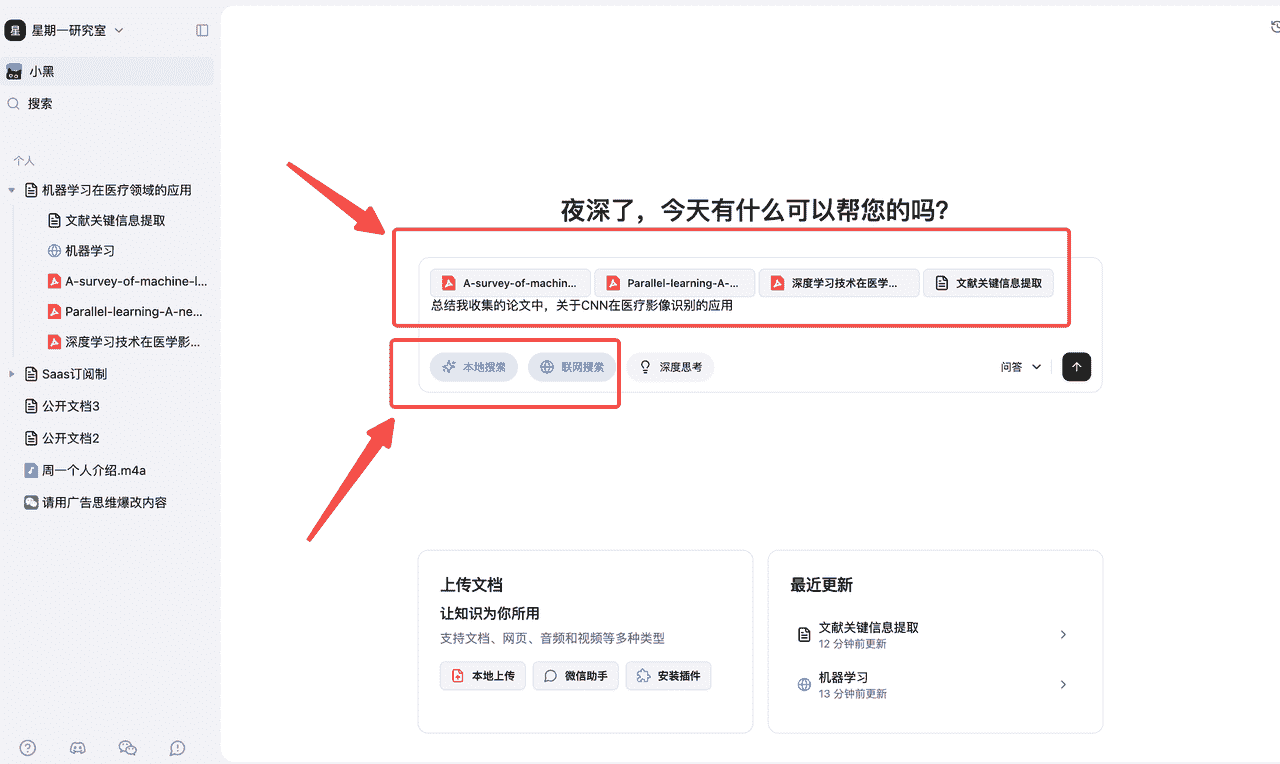 星 星期一研究室
小黑
搜索
个人
机器学习在医疗领域的应用
文献关键信息提取
机器学习
A-survey-of-machine-l...
Parallel-learning-A-ne...
深度学习技术在医学影...
Saas订阅制
公开文档3
公开文档2
周一个人介绍.m4a
请用广告思维爆改内容
夜深了，今天有什么可以帮您的吗?
A-survey-of-machin... Parallel-learning-A-... 深度学习技术在医学... 文献关键信息提取
总结我收集的论文中，关于CNN在医疗影像识别的应用
本地搜索 联网搜索 深度思考 问答
上传文档
让知识为你所用
支持文档、网页、音频和视频等多种类型
本地上传 微信助手 安装插件
最近更新
文献关键信息提取
12 分钟前更新
机器学习
13 分钟前更新